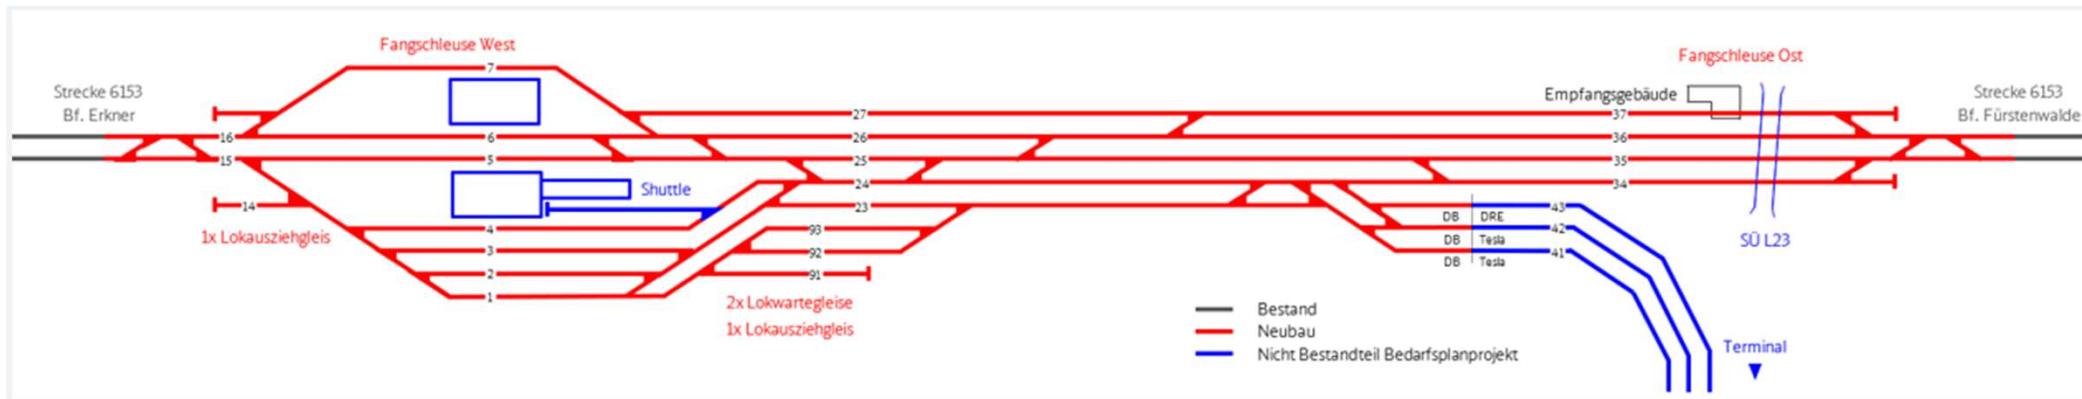 Fangschleuse West
Fangschleuse Ost
Strecke 6153
Bf. Erkner
Strecke 6153
Bf. Fürstenwalde
Empfangsgebäude
7
27
37
16
6
26
36
15
5
25
35
Shuttle
24
34
14
23
43
DB DRE
1x Lokausziehgleis
4
93
42
DB Tesla
SÜ L23
3
92
41
DB Tesla
2
91
1
2x Lokwartegleise
1x Lokausziehgleis
Bestand
Neubau
Nicht Bestandteil Bedarfsplanprojekt
Terminal